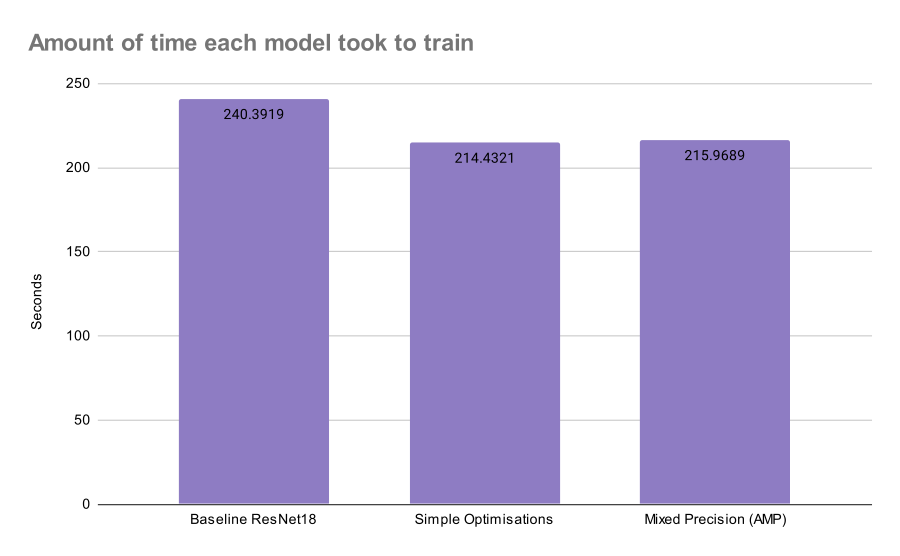 Amount of time each model took to train
Seconds
250
200
150
100
50
0
240.3919
214.4321
215.9689
Baseline ResNet18
Simple Optimisations
Mixed Precision (AMP)